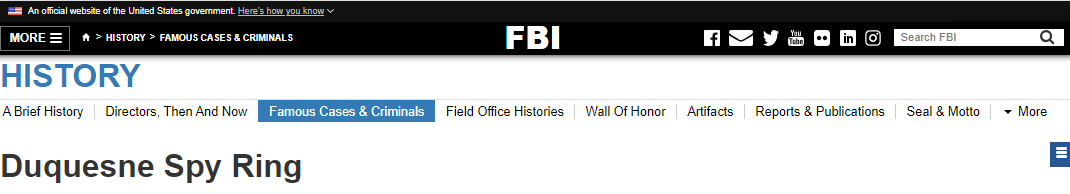 An official website of the United States government. Here's how you know
MORE > HISTORY > FAMOUS CASES & CRIMINALS FBI You Tube Search FBI
HISTORY
A Brief History Directors, Then And Now Famous Cases & Criminals Field Office Histories Wall Of Honor Artifacts Reports & Publications Seal & Motto More
Duquesne Spy Ring